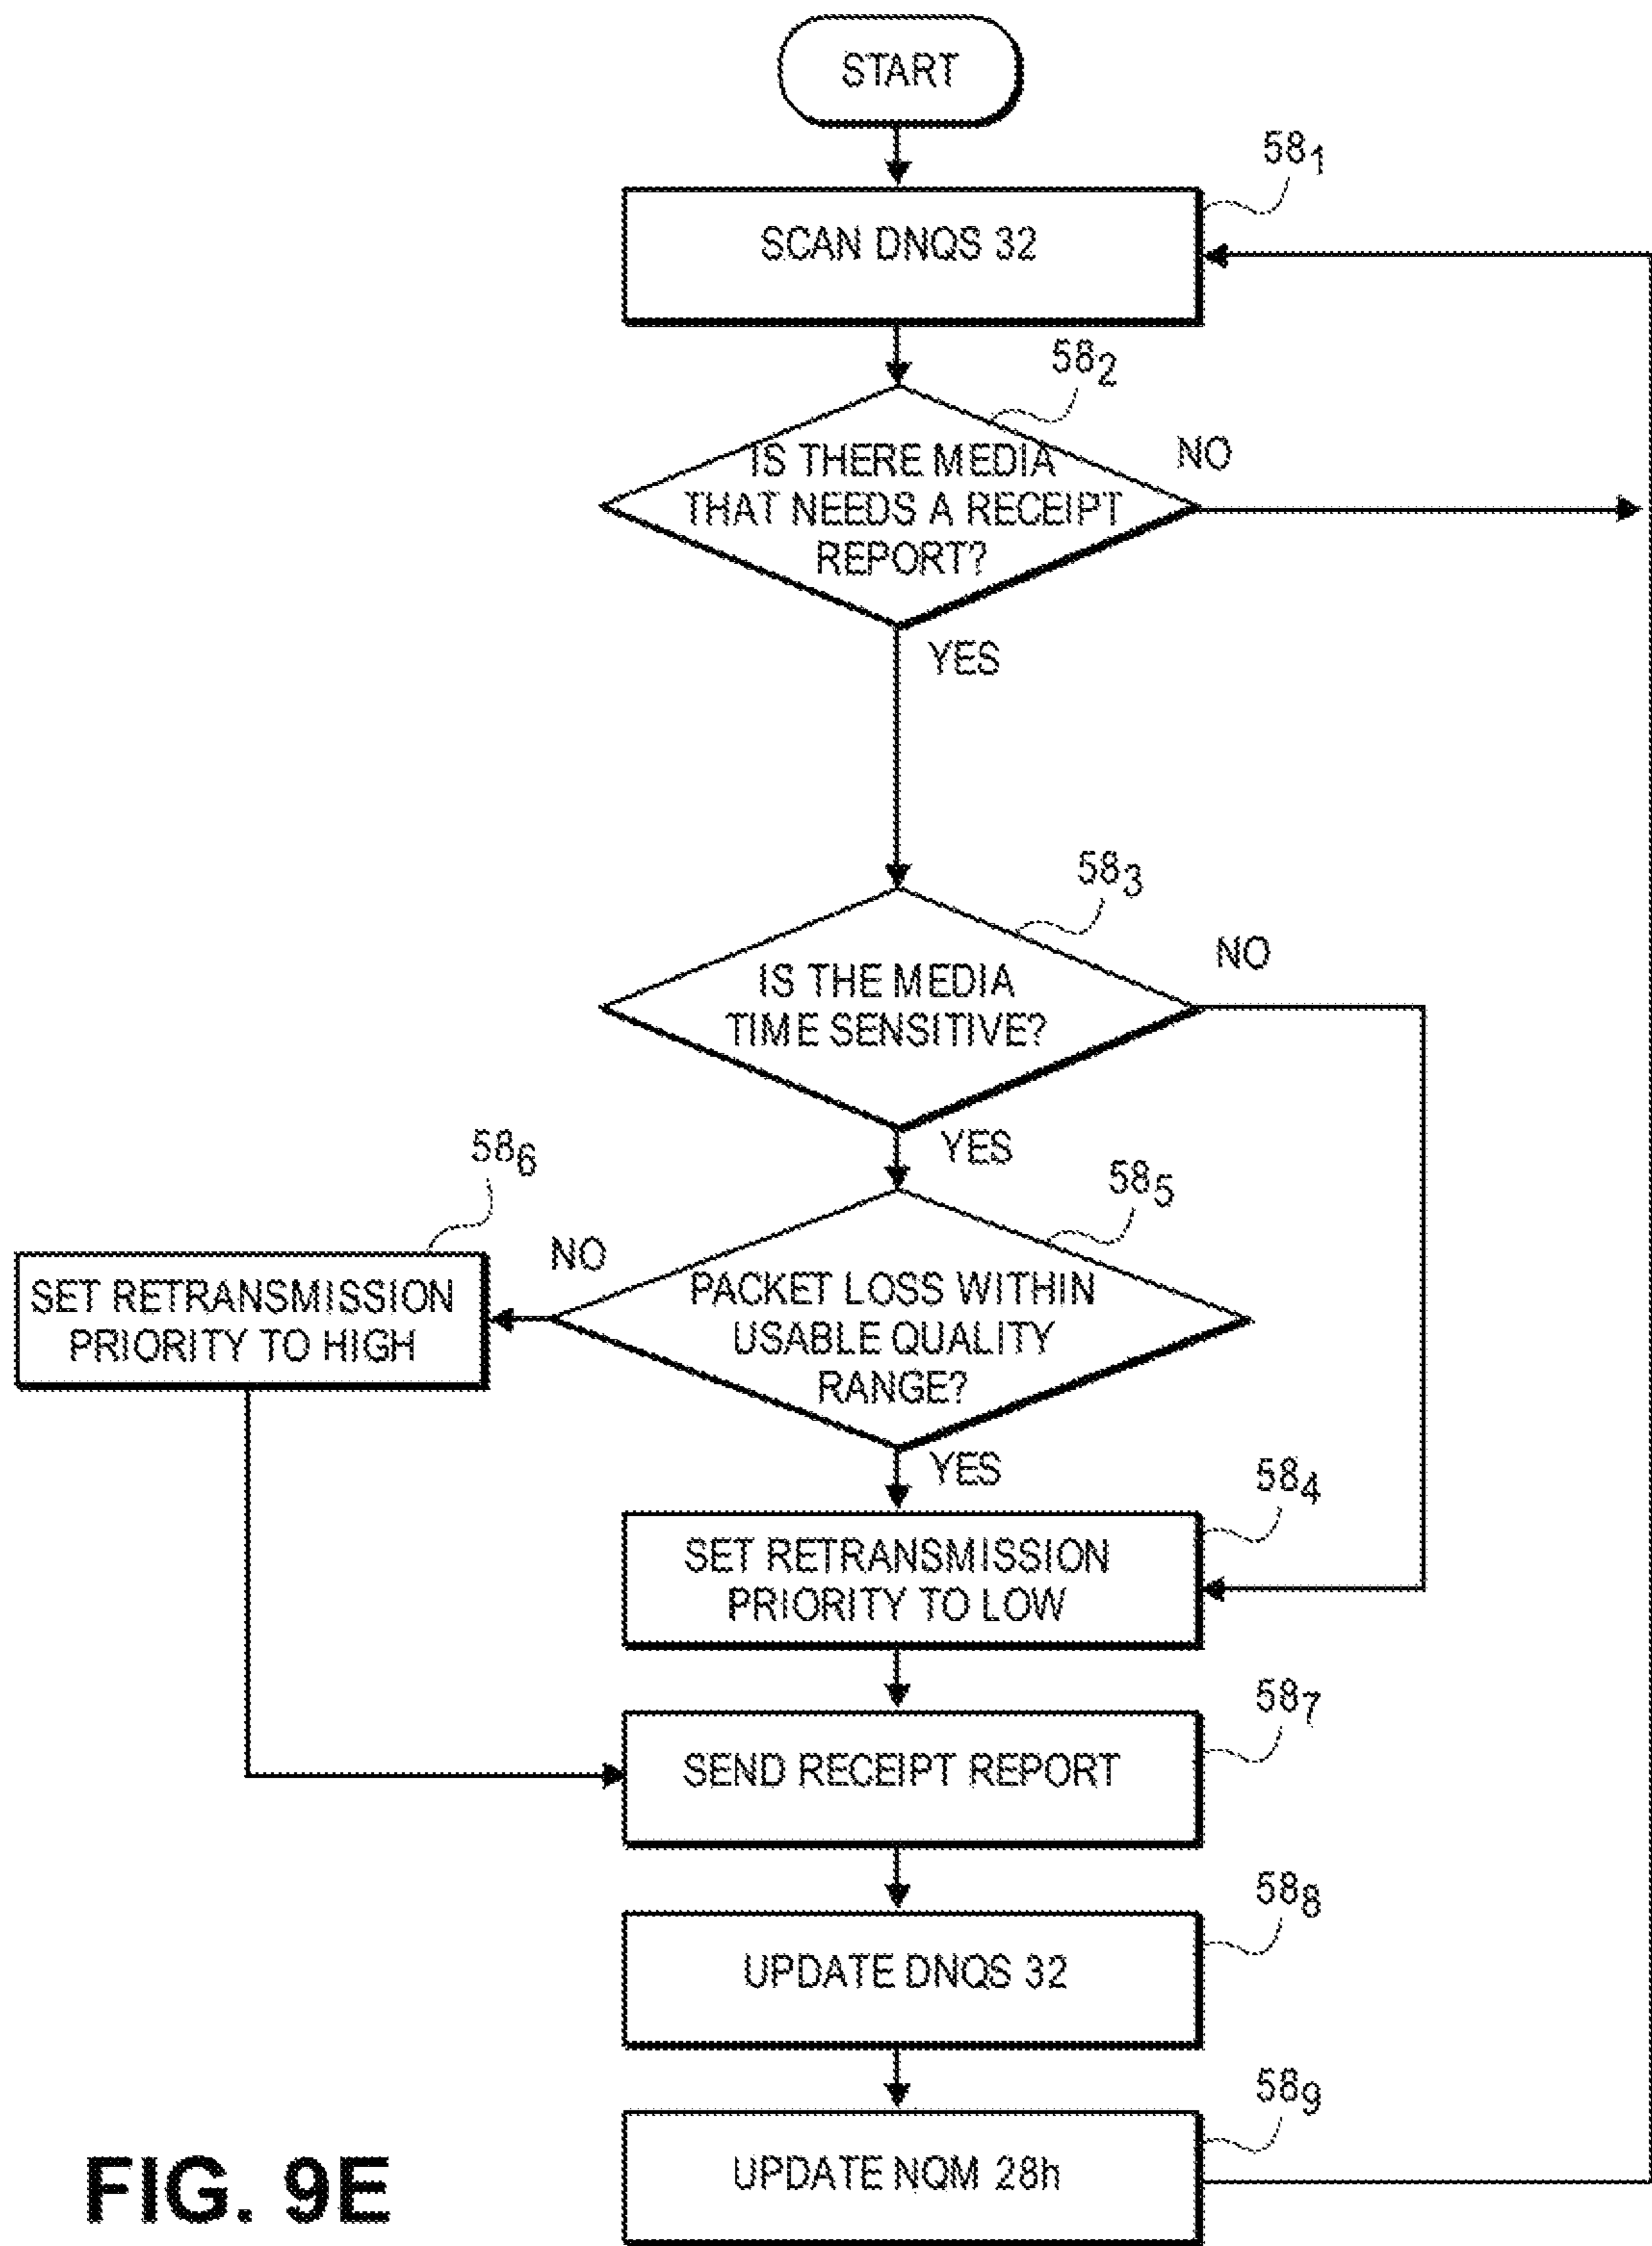 START
58₁
SCAN DNQS 32
58₂
IS THERE MEDIA
THAT NEEDS A RECEIPT
REPORT?
NO
YES
58₃
IS THE MEDIA
TIME SENSITIVE?
NO
YES
58₆
58₅
SET RETRANSMISSION
PRIORITY TO HIGH
NO
PACKET LOSS WITHIN
USABLE QUALITY
RANGE?
YES
58₄
SET RETRANSMISSION
PRIORITY TO LOW
58₇
SEND RECEIPT REPORT
58₈
UPDATE DNQS 32
58₉
UPDATE NQM 28h
FIG. 9E